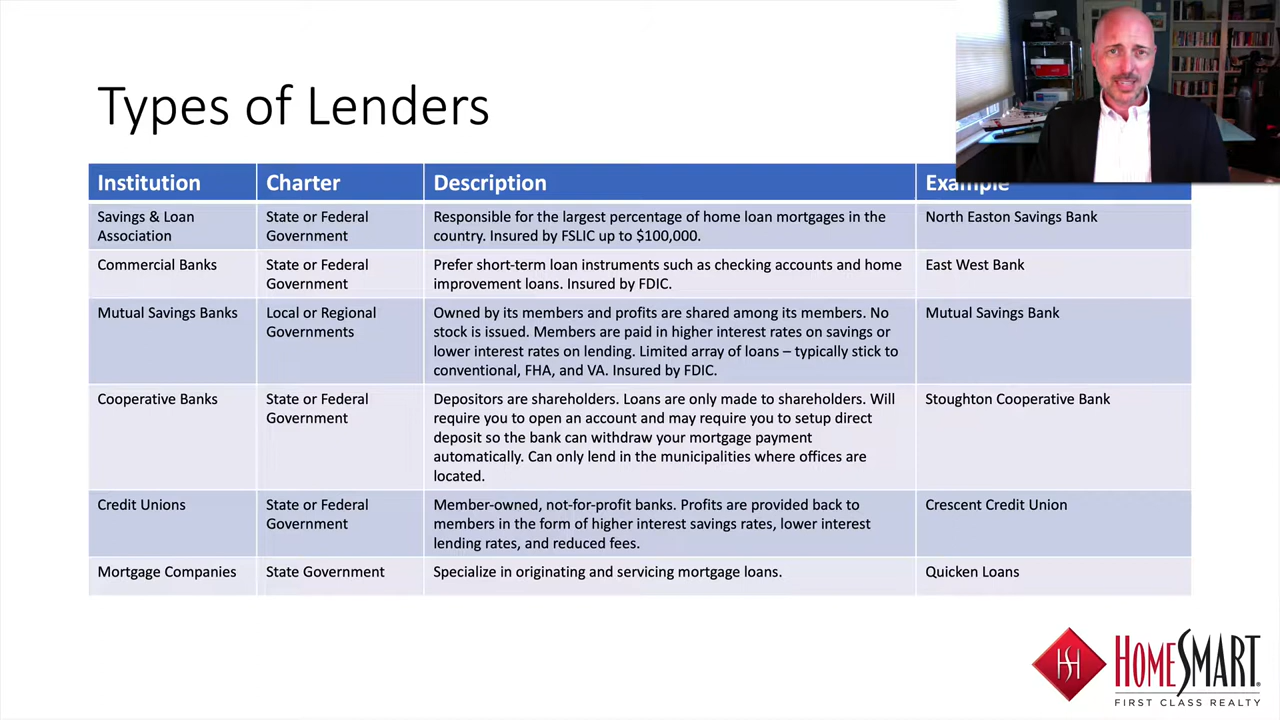 Types of Lenders
Institution
Charter
Description
Example
Savings & Loan
Association
State or Federal
Government
Responsible for the largest percentage of home loan mortgages in the
country. Insured by FSLIC up to $100,000.
North Easton Savings Bank
Commercial Banks
State or Federal
Government
Prefer short-term loan instruments such as checking accounts and home
improvement loans. Insured by FDIC.
East West Bank
Mutual Savings Banks
Local or Regional
Governments
Owned by its members and profits are shared among its members. No
stock is issued. Members are paid in higher interest rates on savings or
lower interest rates on lending. Limited array of loans – typically stick to
conventional, FHA, and VA. Insured by FDIC.
Mutual Savings Bank
Cooperative Banks
State or Federal
Government
Depositors are shareholders. Loans are only made to shareholders. Will
require you to open an account and may require you to setup direct
deposit so the bank can withdraw your mortgage payment
automatically. Can only lend in the municipalities where offices are
located.
Stoughton Cooperative Bank
Credit Unions
State or Federal
Government
Member-owned, not-for-profit banks. Profits are provided back to
members in the form of higher interest savings rates, lower interest
lending rates, and reduced fees.
Crescent Credit Union
Mortgage Companies
State Government
Specialize in originating and servicing mortgage loans.
Quicken Loans
HOMESMART®
FIRST CLASS REALTY